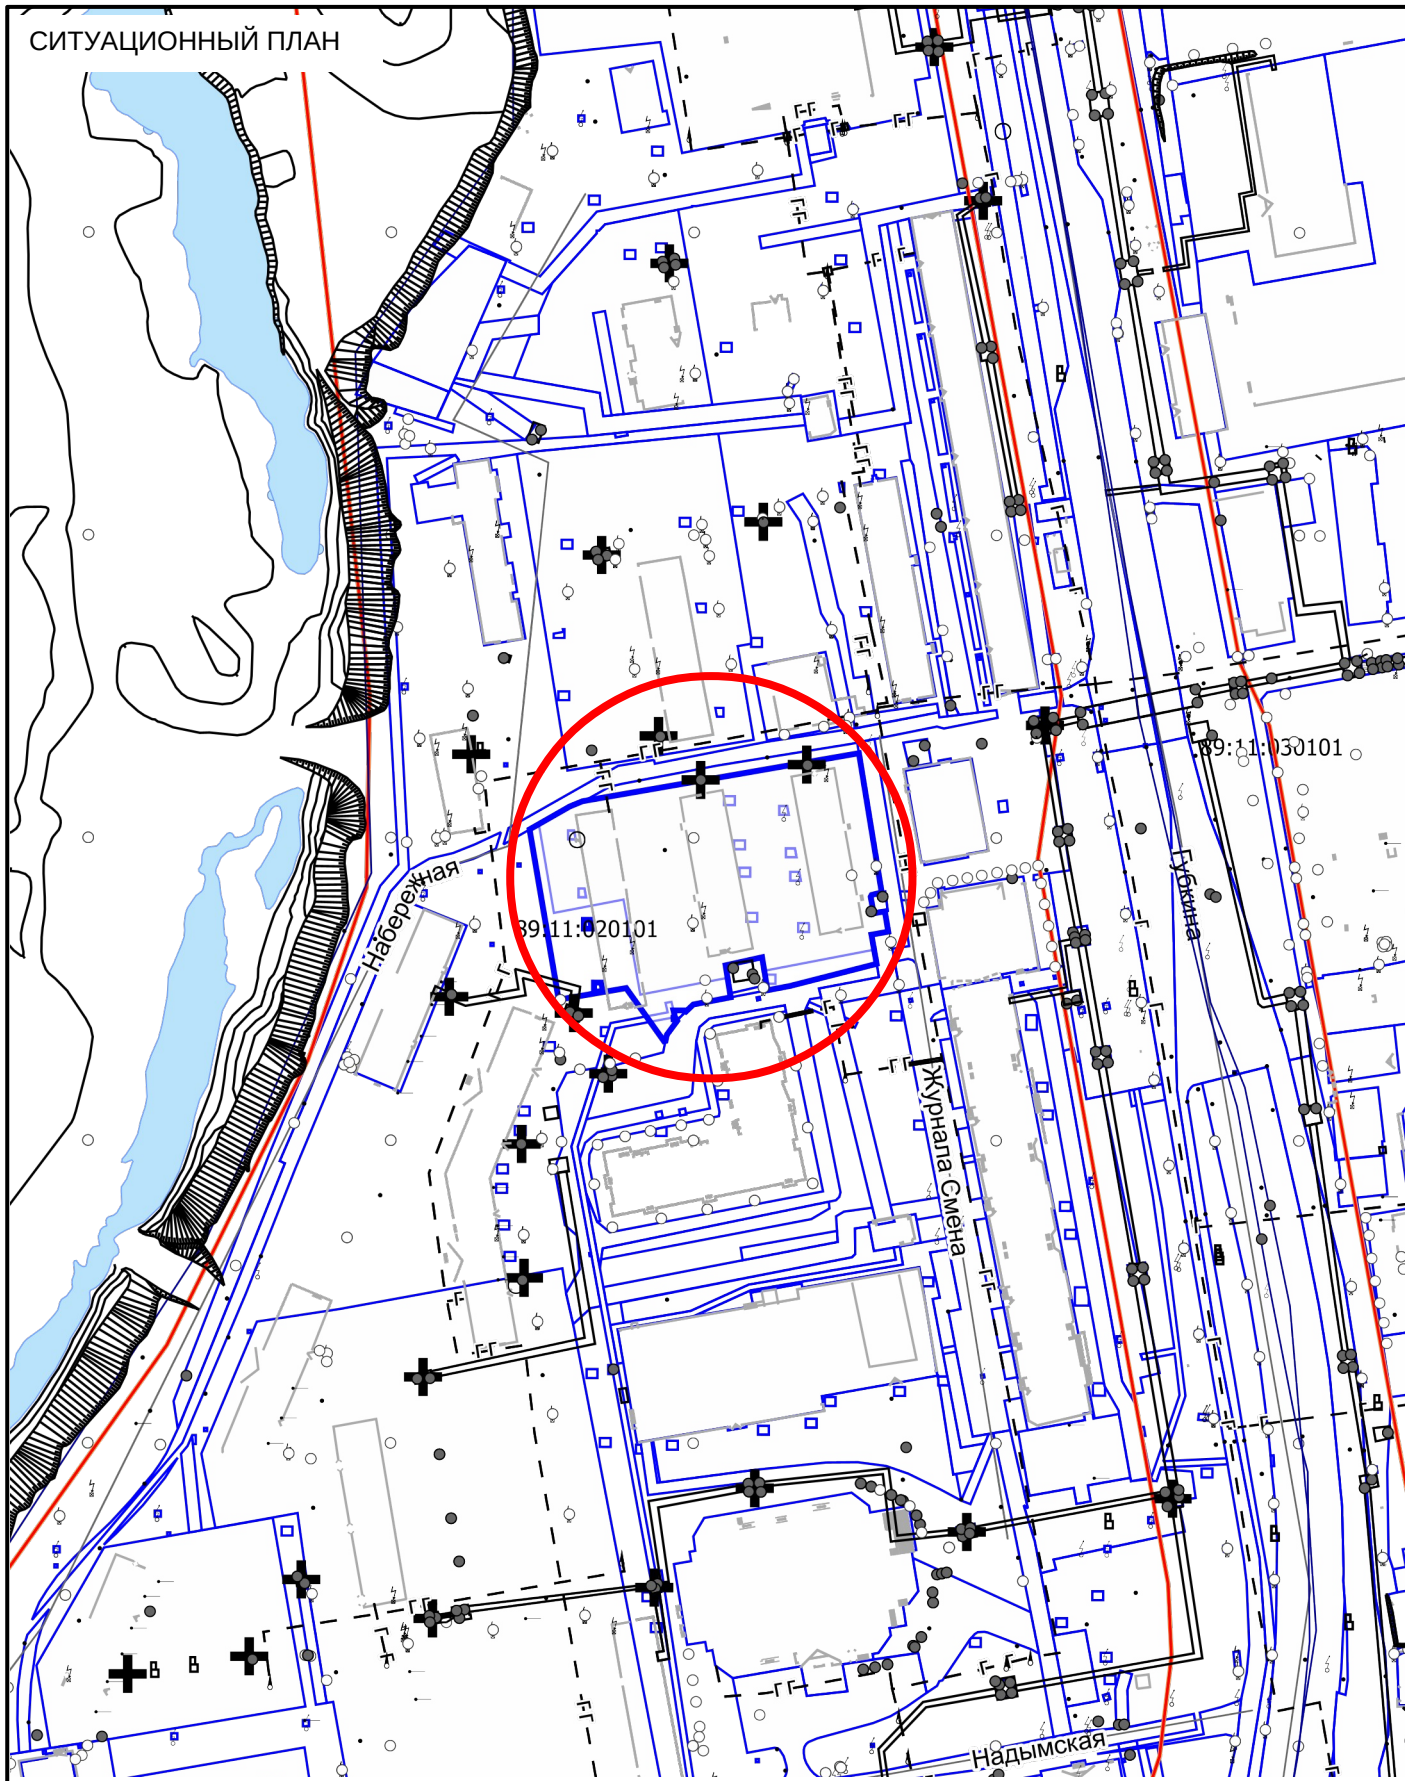 СИТУАЦИОННЫЙ ПЛАН
89:11:030101
Губкина
Набережная
89:11:020101
Журнала Смена
Надымская